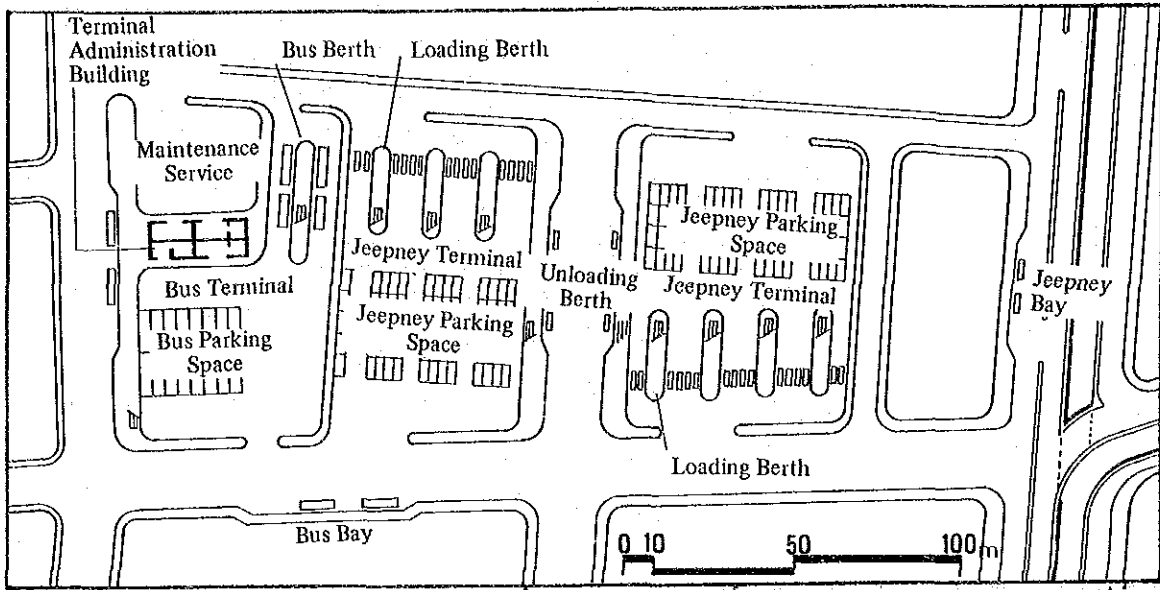 Terminal
Administration
Building
Bus Berth
Loading Berth
Maintenance
Service
Jeepney Parking
Space
Jeepney Terminal
Unloading
Berth
Jeepney Terminal
Jeepney
Bay
Bus Terminal
Jeepney Parking
Space
Bus Parking
Space
Loading Berth
Bus Bay
0 10 50 100 m